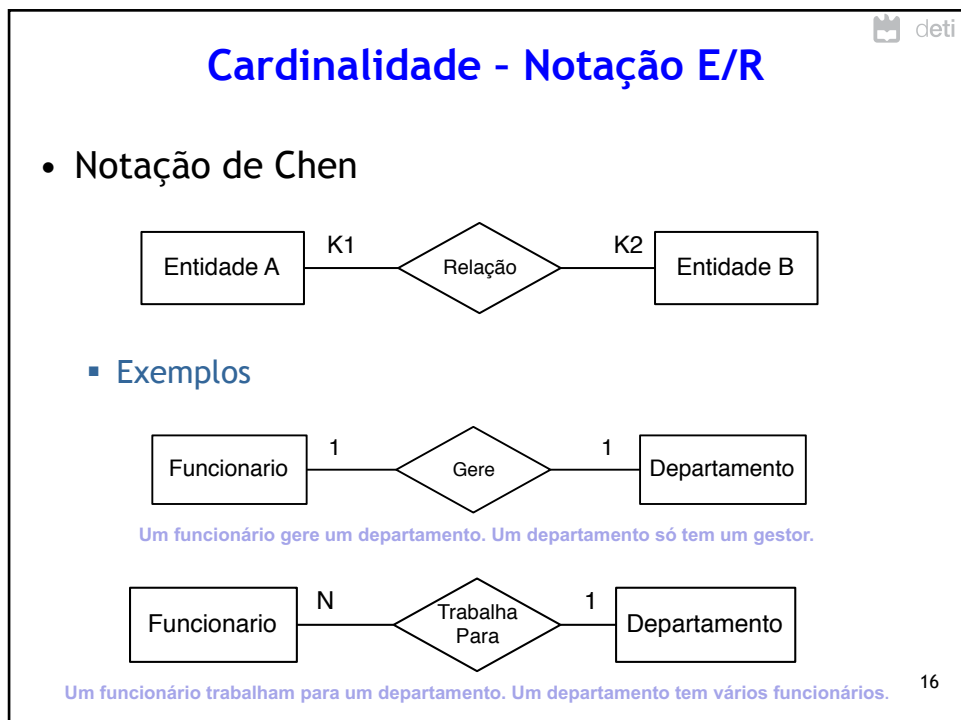 deti
Cardinalidade – Notação E/R
• Notação de Chen
Entidade A K1 Relação K2 Entidade B
▪ Exemplos
Funcionario 1 Gere 1 Departamento
Um funcionário gere um departamento. Um departamento só tem um gestor.
Funcionario N Trabalha Para 1 Departamento
Um funcionário trabalham para um departamento. Um departamento tem vários funcionários.
16